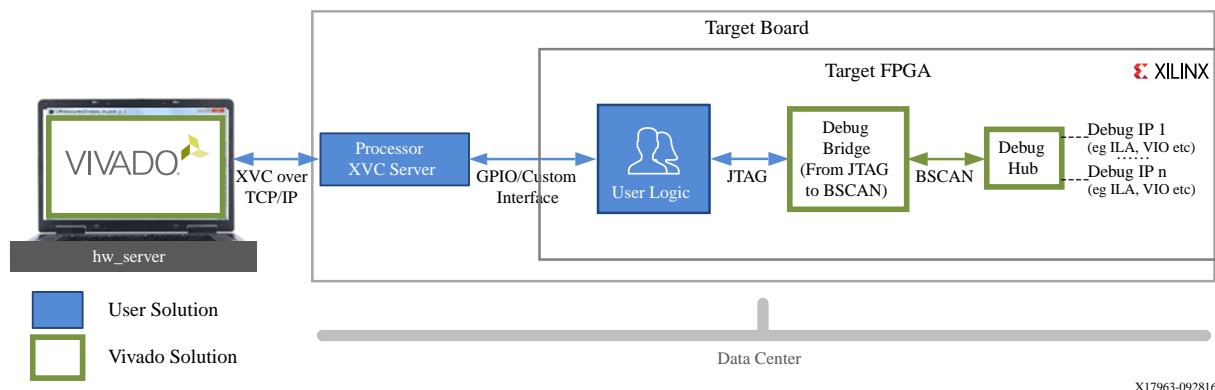 Target Board
Target FPGA
XILINX
VIVADO
Processor
XVC Server
User Logic
Debug
Bridge
(From JTAG
to BSCAN)
Debug
Hub
Debug IP 1
(eg ILA, VIO etc)
......
Debug IP n
(eg ILA, VIO etc)
XVC over
TCP/IP
GPIO/Custom
Interface
JTAG
BSCAN
hw_server
User Solution
Vivado Solution
Data Center
X17963-092816